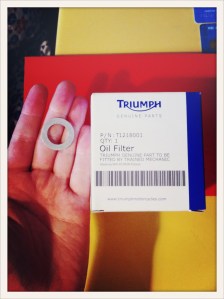 TRIUMPH
GENUINE PARTS
P/N: T1218001
QTY: 1
Oil Filter
TRIUMPH GENUINE PART TO BE
FITTED BY TRAINED MECHANIC